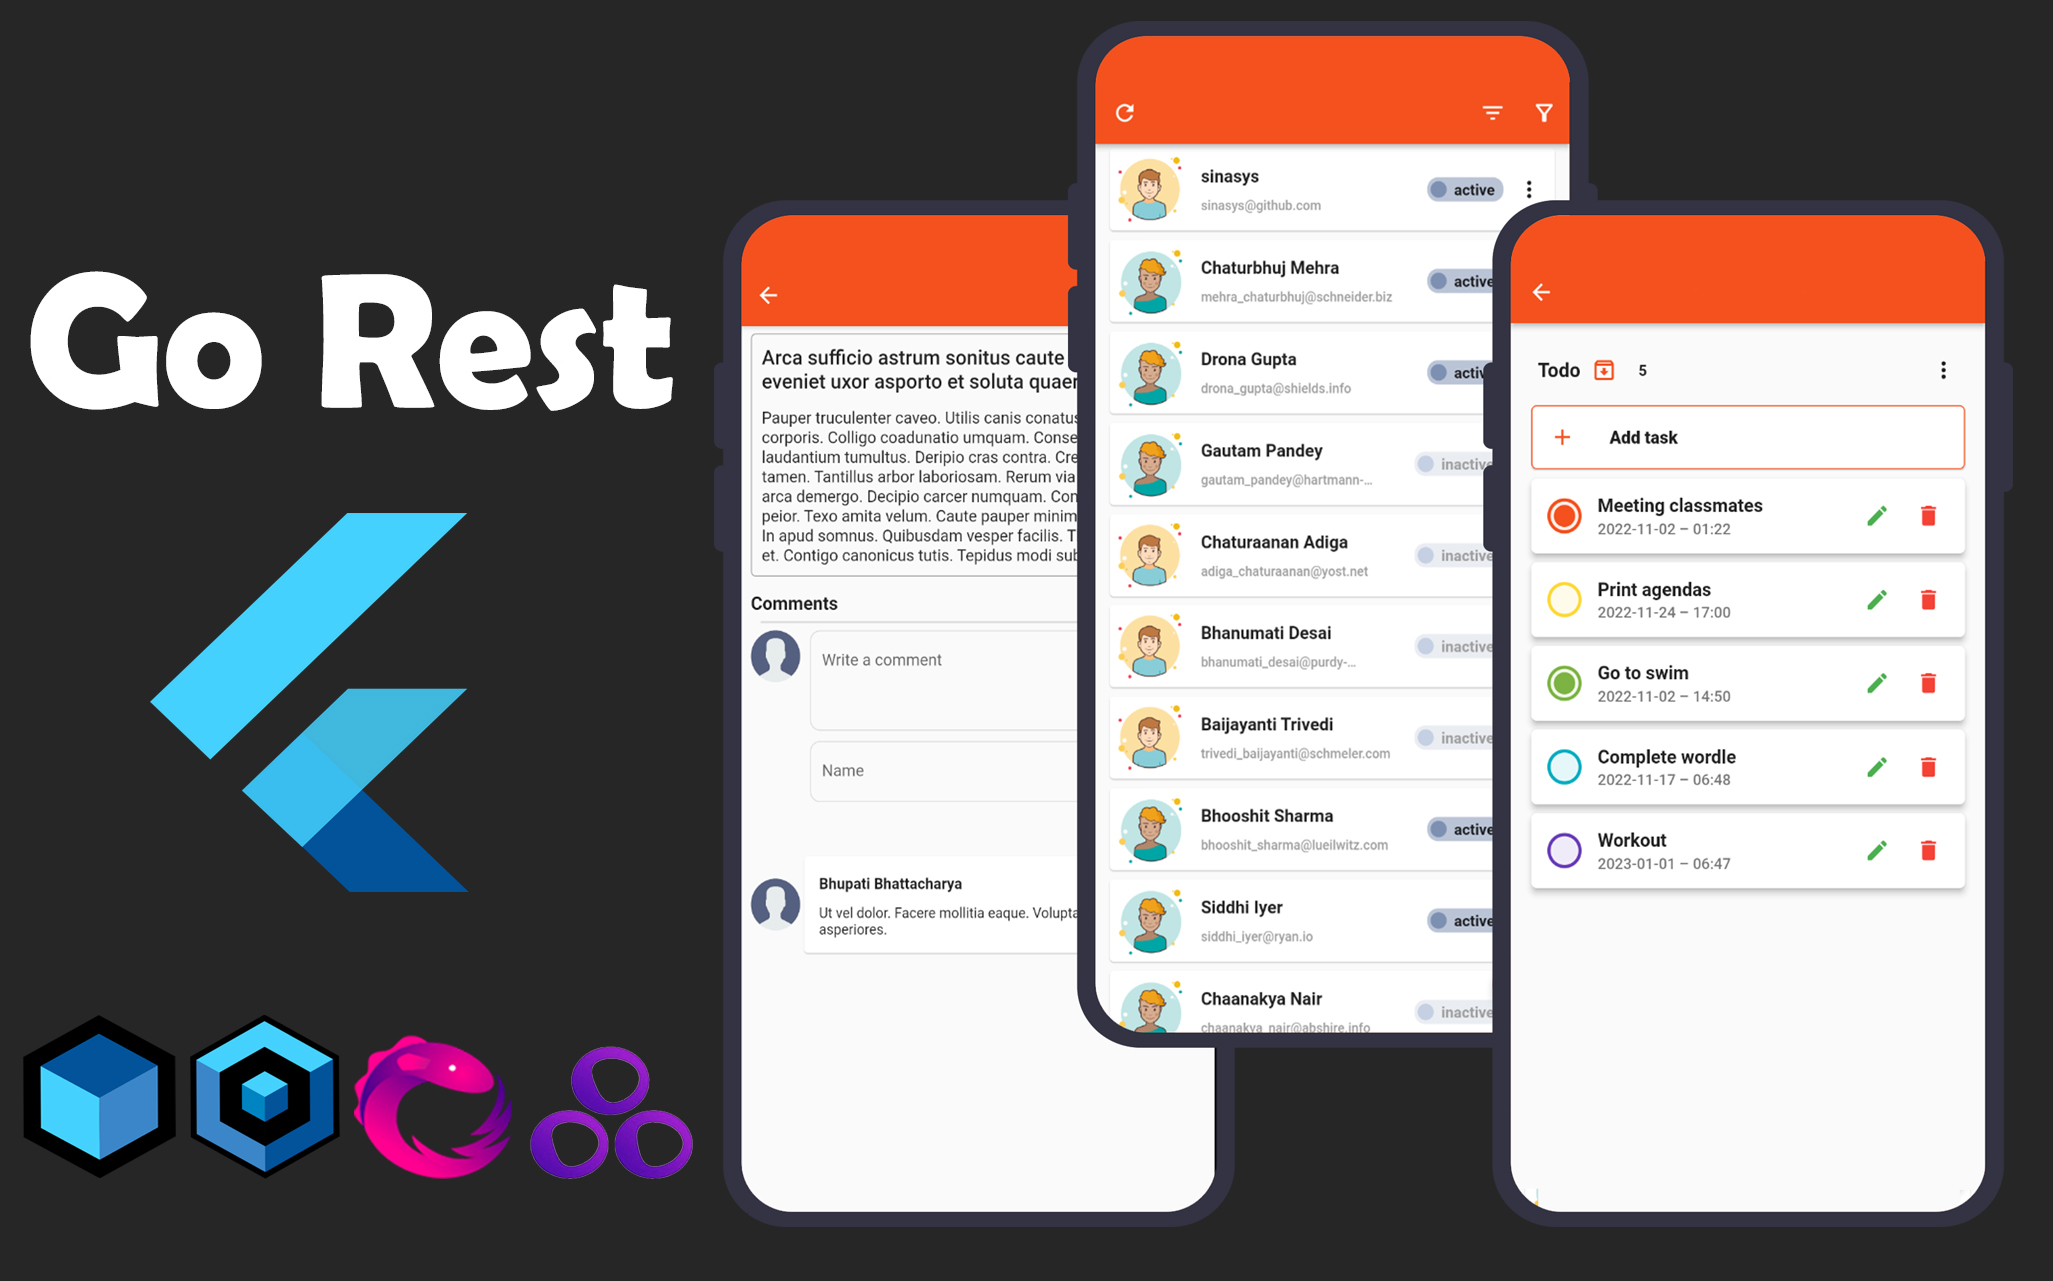 Go Rest
Arca sufficio astrum sonitus caute
eveniet uxor asporto et soluta quaer
Pauper truculenter caveo. Utilis canis conatus
corporis. Colligo coadunatio umquam. Conse
laudantium tumultus. Deripio cras contra. Cre
tamen. Tantillus arbor laboriosam. Rerum via
arca demergo. Decipio carcer numquam. Con
peior. Texo amita velum. Caute pauper minim
In apud somnus. Quibusdam vesper facilis. T
et. Contigo canonicus tutis. Tepidus modi sub
Comments
Write a comment
Name
Bhupati Bhattacharya
Ut vel dolor. Facere mollitia eaque. Volupta
asperiores.
sinasys
sinasys@github.com
active
Chaturbhuj Mehra
mehra_chaturbhuj@schneider.biz
active
Drona Gupta
drona_gupta@shields.info
activ
Gautam Pandey
gautam_pandey@hartmann-...
inactive
Chaturaanan Adiga
adiga_chaturaanan@yost.net
inactive
Bhanumati Desai
bhanumati_desai@purdy-...
inactive
Baijayanti Trivedi
trivedi_baijayanti@schmeler.com
inactive
Bhooshit Sharma
bhooshit_sharma@lueilwitz.com
active
Siddhi Iyer
siddhi_iyer@ryan.io
active
Chaanakya Nair
chaanakya_nair@abshire.info
inactive
Todo 5
Add task
Meeting classmates
2022-11-02 – 01:22
Print agendas
2022-11-24 – 17:00
Go to swim
2022-11-02 – 14:50
Complete wordle
2022-11-17 – 06:48
Workout
2023-01-01 – 06:47